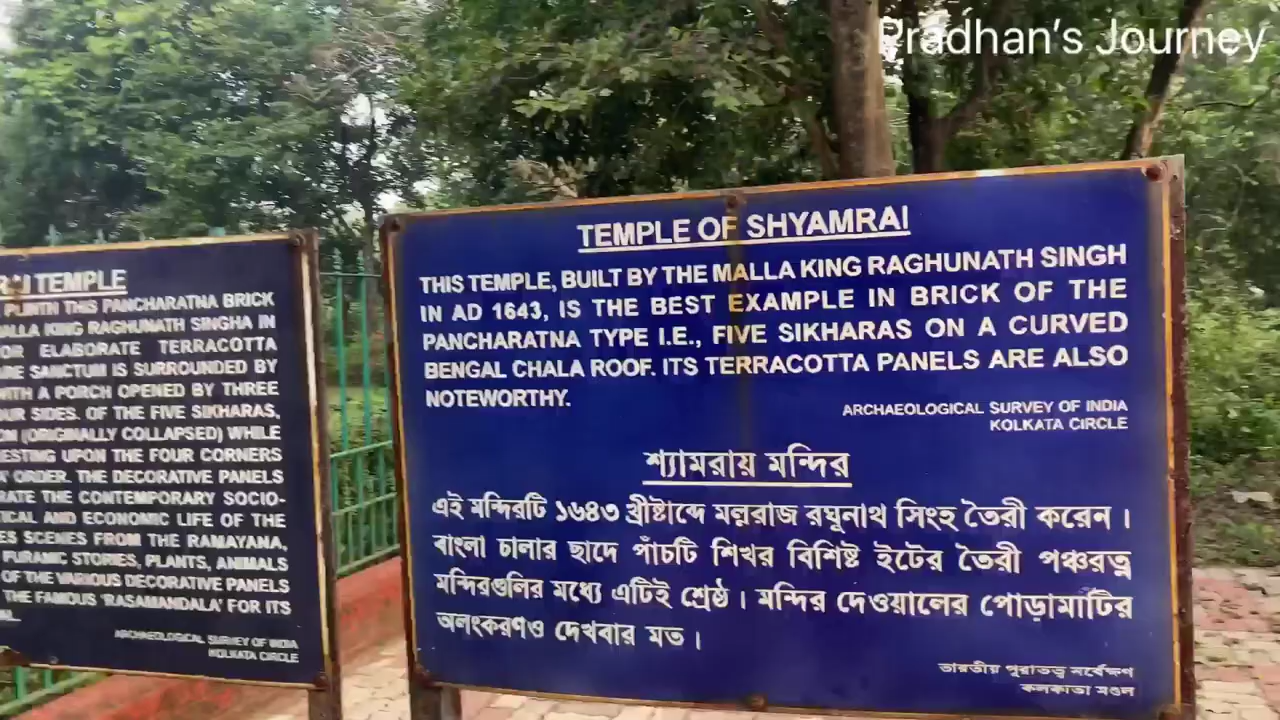 Pradhan's Journey
TEMPLE
PLINTH THIS PANCHARATNA BRICK
MALLA KING RAGHUNATH SINGHA IN
OR ELABORATE TERRACOTTA
SANCTUM IS SURROUNDED BY
WITH A PORCH OPENED BY THREE
SIDES. OF THE FIVE SIKHARAS,
(ORIGINALLY COLLAPSED) WHILE
RESTING UPON THE FOUR CORNERS
ORDER. THE DECORATIVE PANELS
THE CONTEMPORARY SOCIO-
AND ECONOMIC LIFE OF THE
SCENES FROM THE RAMAYANA,
PURANIC STORIES, PLANTS, ANIMALS
OF THE VARIOUS DECORATIVE PANELS
THE FAMOUS 'RASAMANDALA' FOR ITS
ARCHAEOLOGICAL SURVEY OF INDIA
KOLKATA CIRCLE
TEMPLE OF SHYAMRAI
THIS TEMPLE, BUILT BY THE MALLA KING RAGHUNATH SINGH
IN AD 1643, IS THE BEST EXAMPLE IN BRICK OF THE
PANCHARATNA TYPE I.E., FIVE SIKHARAS ON A CURVED
BENGAL CHALA ROOF. ITS TERRACOTTA PANELS ARE ALSO
NOTEWORTHY.
ARCHAEOLOGICAL SURVEY OF INDIA
KOLKATA CIRCLE
শ্যামরায় মন্দির
এই মন্দিরটি ১৬৪৩ খ্রীষ্টাব্দে মল্লরাজ রঘুনাথ সিংহ তৈরী করেন ।
বাংলা চালার ছাদে পাঁচটি শিখর বিশিষ্ট ইটের তৈরী পঞ্চরত্ন
মন্দিরগুলির মধ্যে এটিই শ্রেষ্ঠ । মন্দির দেওয়ালের পোড়ামাটির
অলংকরণও দেখবার মত ।
ভারতীয় পুরাতত্ত্ব সর্বেক্ষণ
কলকাতা মণ্ডল